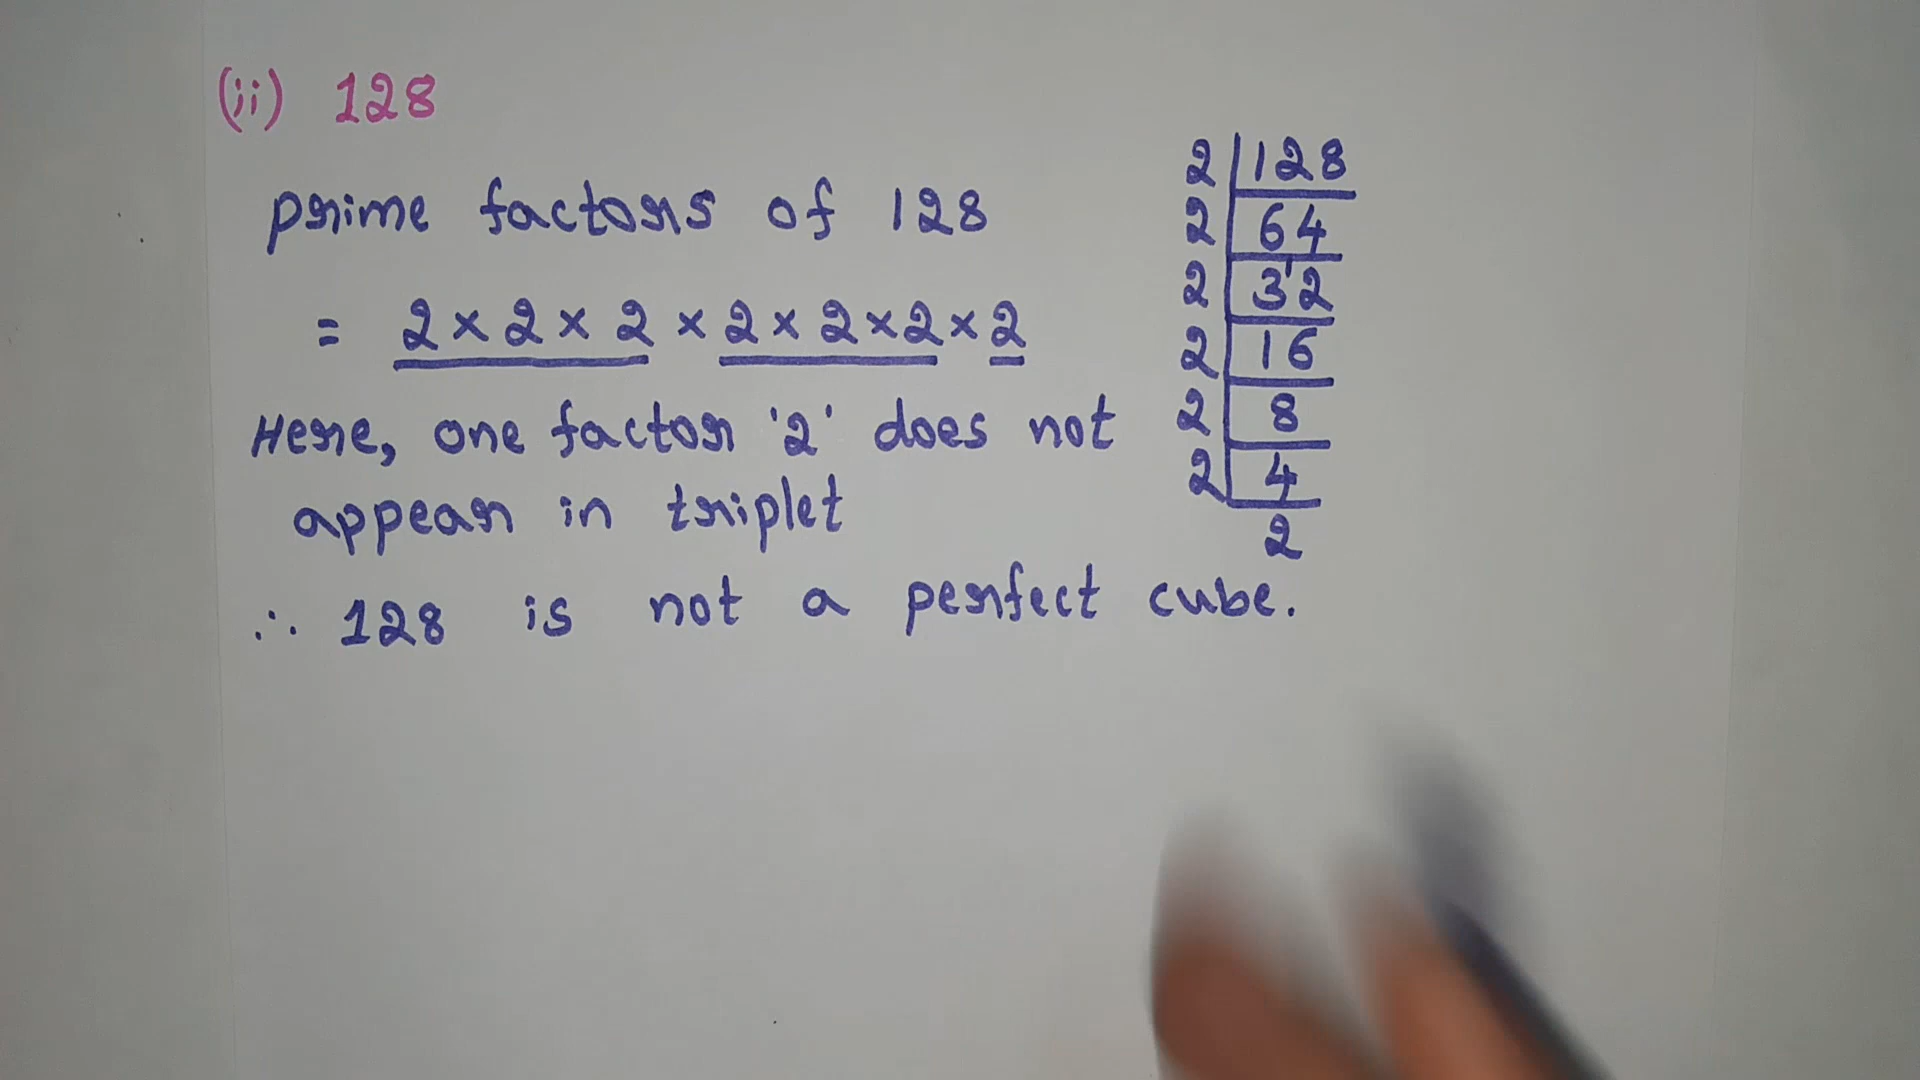 (ii) 128
prime factors of 128
= 2 × 2 × 2 × 2 × 2 × 2 × 2
Here, one factor '2' does not
appear in triplet
∴ 128 is not a perfect cube.
2 | 128
2 | 64
2 | 32
2 | 16
2 | 8
2 | 4
2